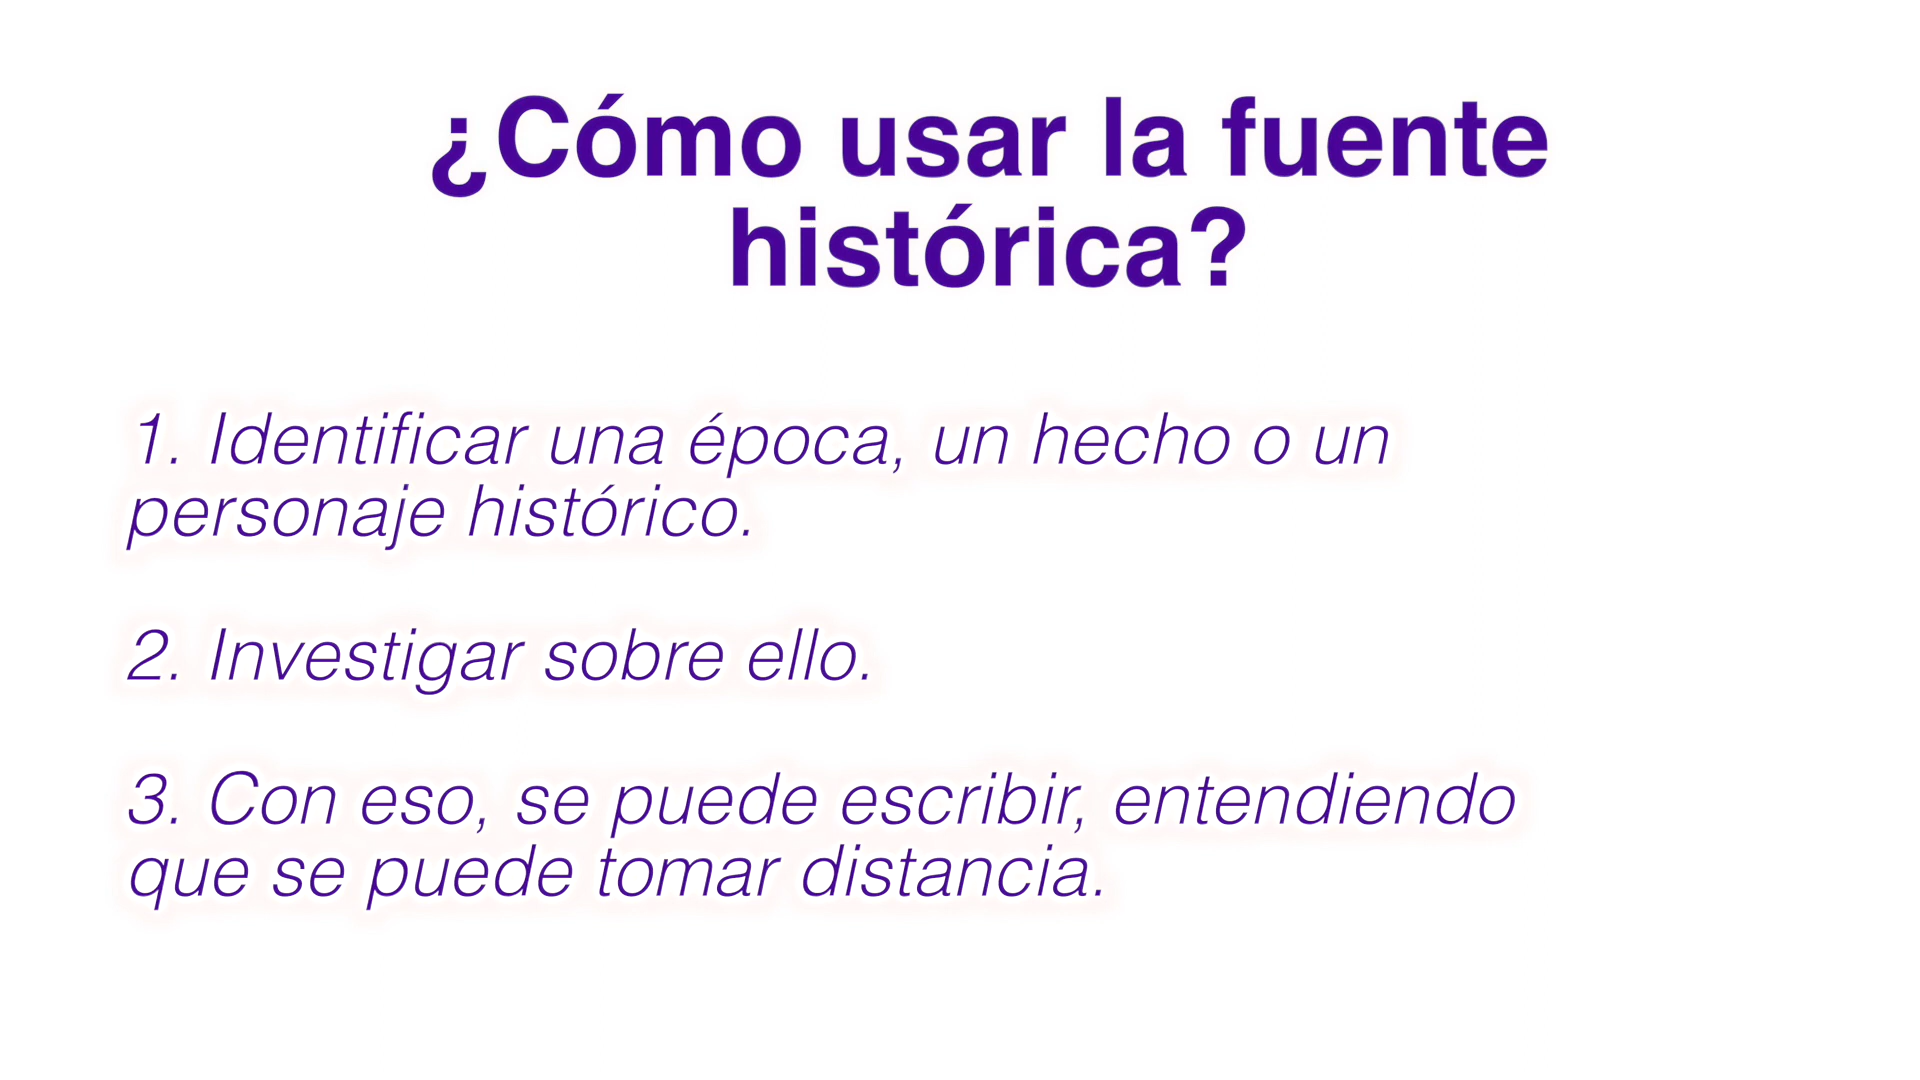 ¿Cómo usar la fuente
histórica?
1. Identificar una época, un hecho o un
personaje histórico.
2. Investigar sobre ello.
3. Con eso, se puede escribir, entendiendo
que se puede tomar distancia.